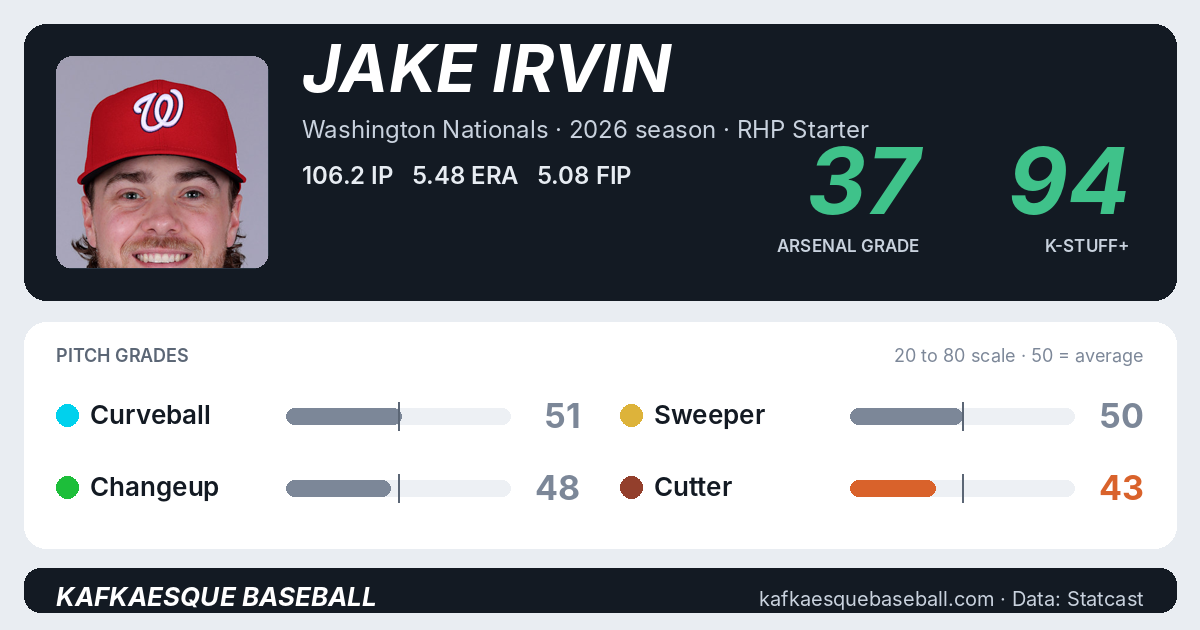 JAKE IRVIN
Washington Nationals · 2026 season · RHP Starter
106.2 IP 5.48 ERA 5.08 FIP
37 94
ARSENAL GRADE K-STUFF+
W
PITCH GRADES 20 to 80 scale · 50 = average
Curveball 51 Sweeper 50
Changeup 48 Cutter 43
KAFKAESQUE BASEBALL kafkaesquebaseball.com · Data: Statcast